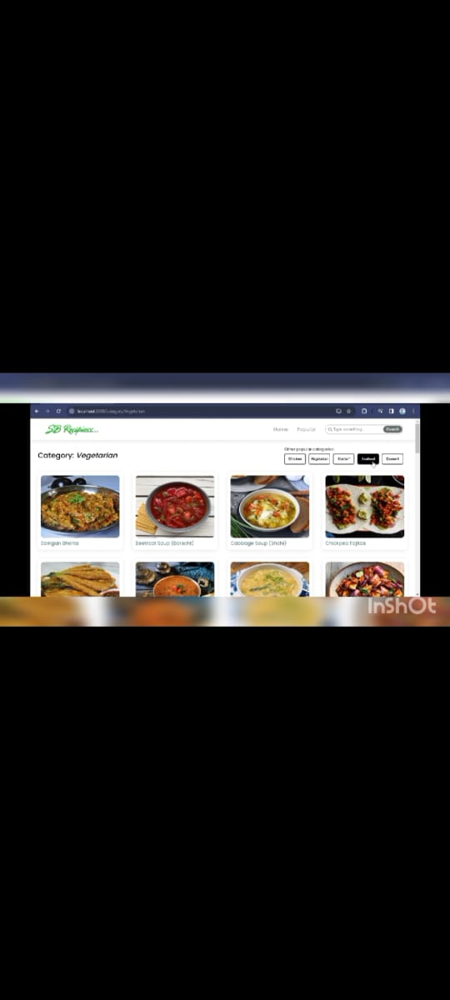 localhost:3000/category/Vegetarian
SB Recipiess...
Home Popular Type something... Search
Category: Vegetarian
Other popular categories
Chicken Vegetarian Starter Seafood Dessert
Baingan Bharta Beetroot Soup (Borscht) Cabbage Soup (Shchi) Chickpea Fajitas
InShOt